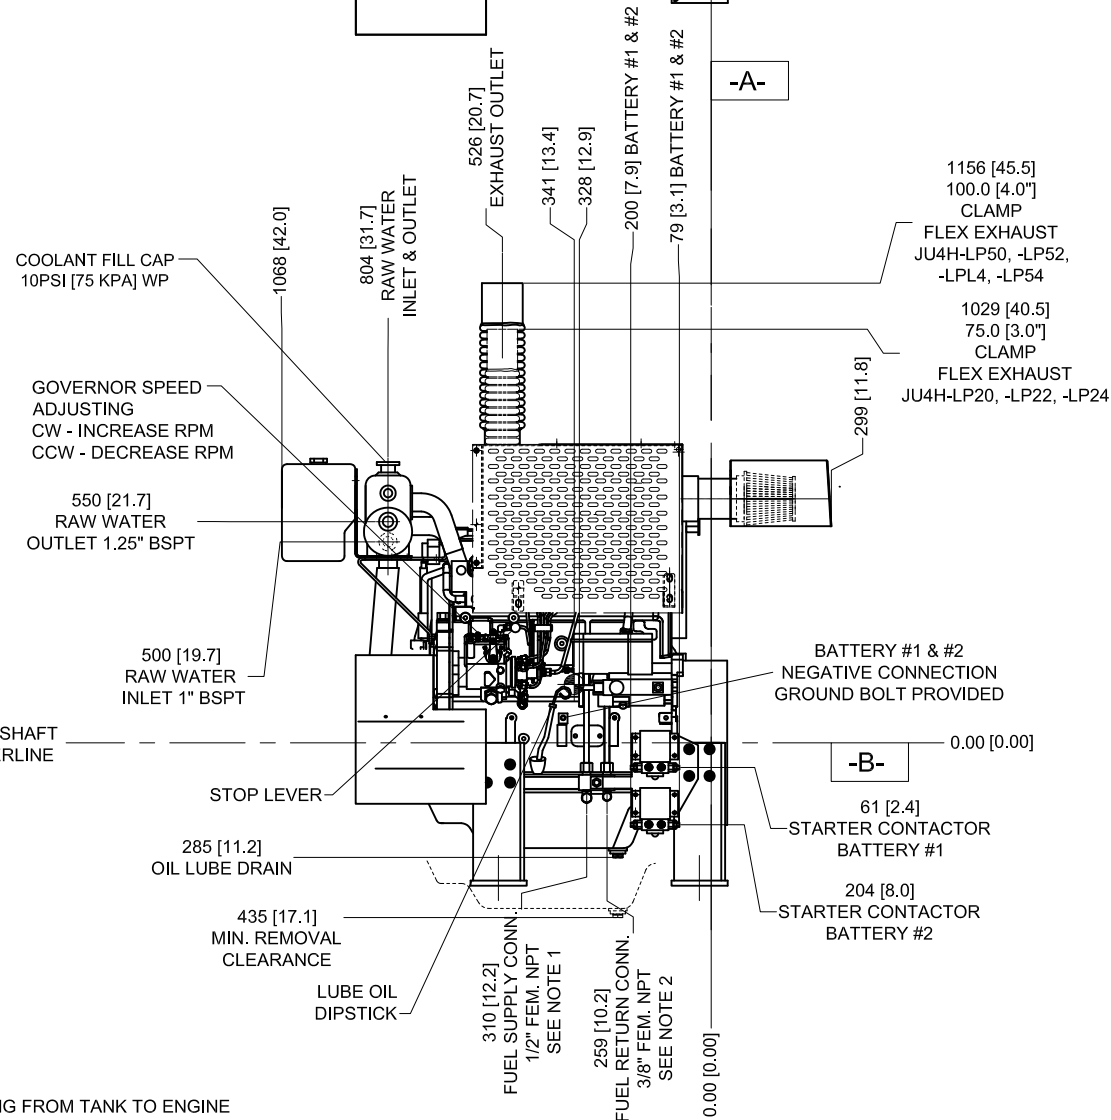 200 [7.9] BATTERY #1 & #2
79 [3.1] BATTERY #1 & #2
-A-
526 [20.7]
EXHAUST OUTLET
341 [13.4]
328 [12.9]
1156 [45.5]
100.0 [4.0"]
CLAMP
FLEX EXHAUST
JU4H-LP50, -LP52,
-LPL4, -LP54
1068 [42.0]
804 [31.7]
RAW WATER
INLET & OUTLET
COOLANT FILL CAP
10PSI [75 KPA] WP
1029 [40.5]
75.0 [3.0"]
CLAMP
FLEX EXHAUST
JU4H-LP20, -LP22, -LP24
299 [11.8]
GOVERNOR SPEED
ADJUSTING
CW - INCREASE RPM
CCW - DECREASE RPM
550 [21.7]
RAW WATER
OUTLET 1.25" BSPT
500 [19.7]
RAW WATER
INLET 1" BSPT
BATTERY #1 & #2
NEGATIVE CONNECTION
GROUND BOLT PROVIDED
SHAFT
ERLINE
0.00 [0.00]
-B-
STOP LEVER
61 [2.4]
STARTER CONTACTOR
BATTERY #1
285 [11.2]
OIL LUBE DRAIN
204 [8.0]
STARTER CONTACTOR
BATTERY #2
435 [17.1]
MIN. REMOVAL
CLEARANCE
LUBE OIL
DIPSTICK
310 [12.2]
FUEL SUPPLY CONN.
1/2" FEM. NPT
SEE NOTE 1
259 [10.2]
FUEL RETURN CONN.
3/8" FEM. NPT
SEE NOTE 2
0.00 [0.00]
NG FROM TANK TO ENGINE